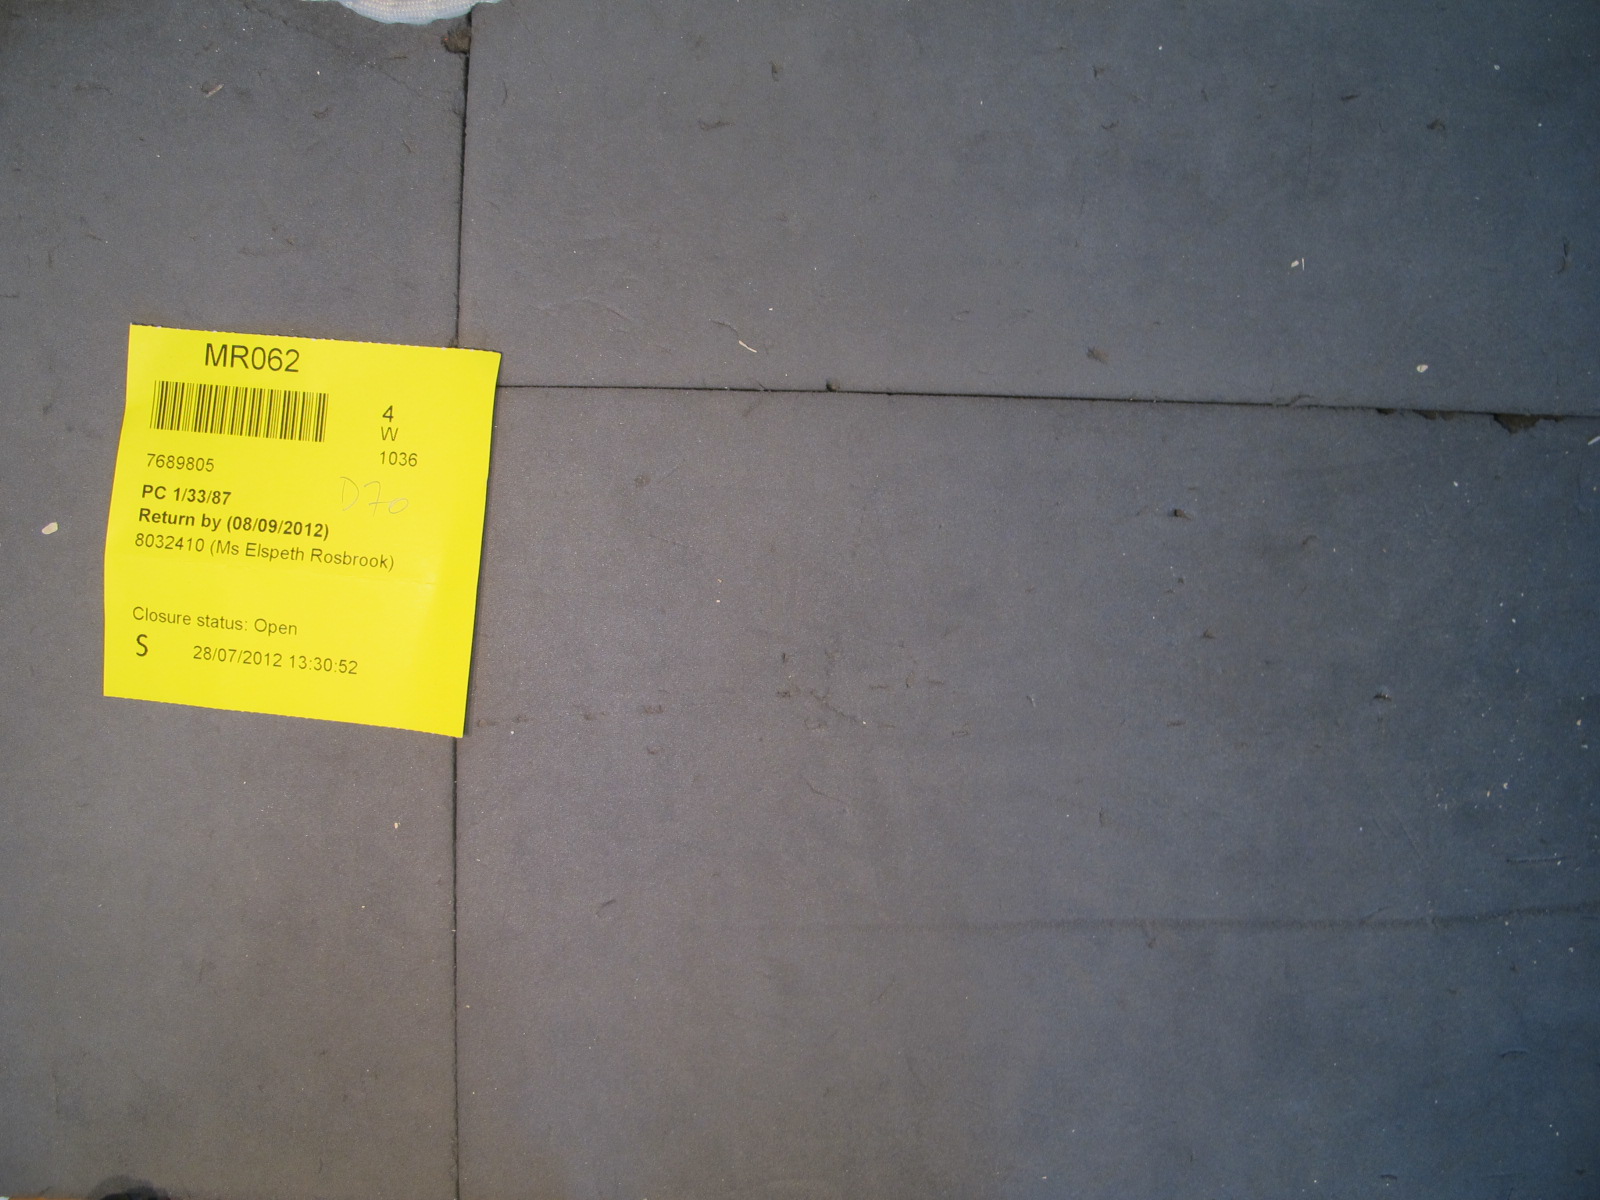 MR062
4
W
7689805 1036
PC 1/33/87 D70
Return by (08/09/2012)
8032410 (Ms Elspeth Rosbrook)
Closure status: Open
S 28/07/2012 13:30:52